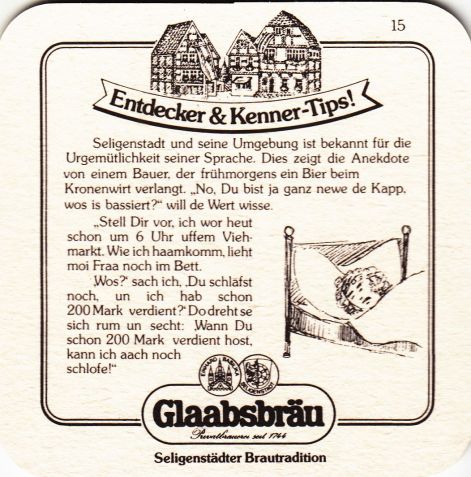 15
Entdecker & Kenner-Tips!
Seligenstadt und seine Umgebung ist bekannt für die
Urgemütlichkeit seiner Sprache. Dies zeigt die Anekdote
von einem Bauer, der frühmorgens ein Bier beim
Kronenwirt verlangt. „No, Du bist ja ganz newe de Kapp,
wos is bassiert?“ will de Wert wisse.
„Stell Dir vor, ich wor heut
schon um 6 Uhr uffem Vieh-
markt. Wie ich haamkomm, lieht
moi Fraa noch im Bett.
‚Wos?‘ sach ich, ‚Du schläfst
noch, un ich hab schon
200 Mark verdient?‘ Do dreht se
sich rum un secht: ‚Wann Du
schon 200 Mark verdient host,
kann ich aach noch
schlofe!“
Glaabsbräu
Privatbrauerei seit 1744
Seligenstädter Brautradition